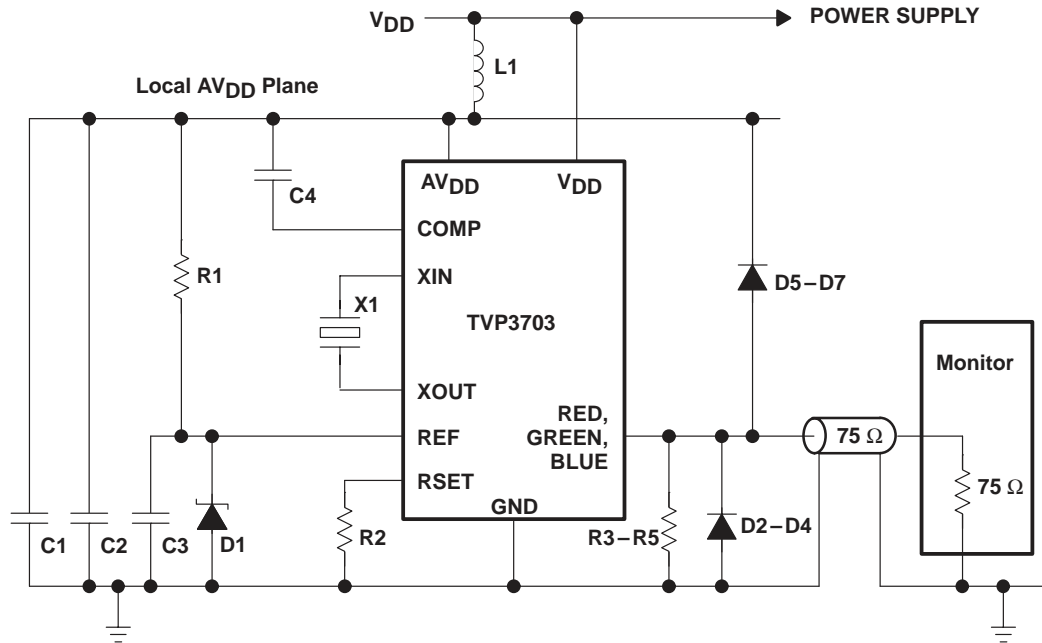 VDD
POWER SUPPLY
L1
Local AVDD Plane
AVDD
VDD
C4
COMP
R1
XIN
D5–D7
X1
TVP3703
Monitor
XOUT
RED,
GREEN,
BLUE
REF
75 Ω
RSET
75 Ω
GND
C1
C2
C3
D1
R2
R3–R5
D2–D4